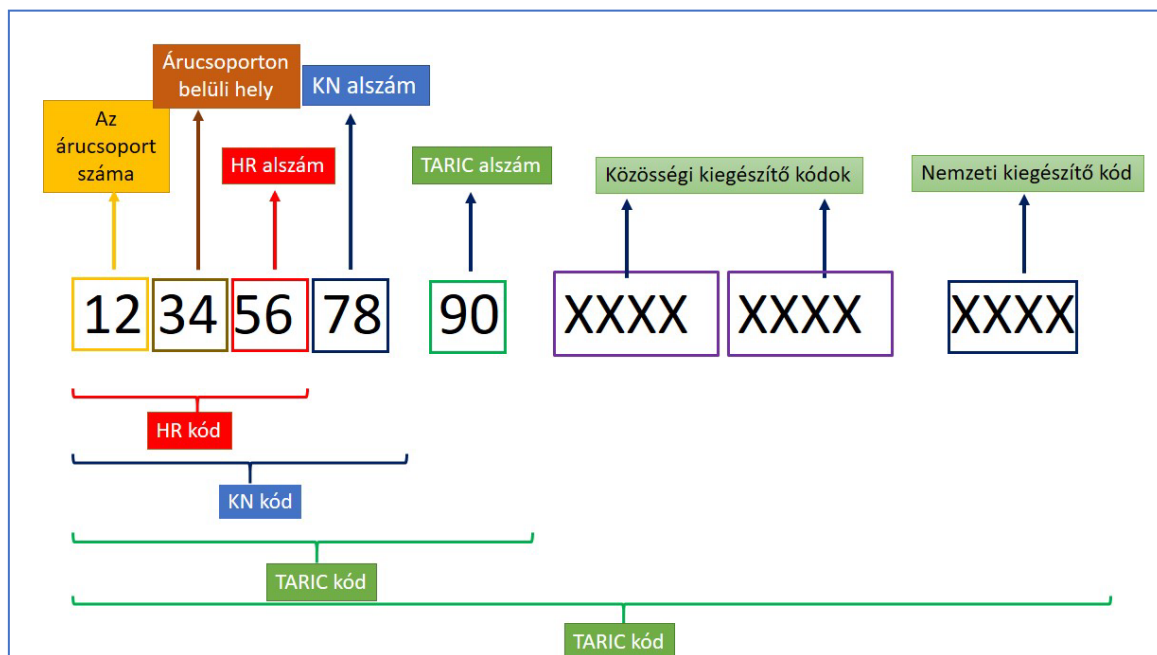 Árucsoporton
belüli hely
KN alszám
Az
árucsoport
száma
HR alszám
TARIC alszám
Közösségi kiegészítő kódok
Nemzeti kiegészítő kód
12 34 56 78 90 XXXX XXXX XXXX
HR kód
KN kód
TARIC kód
TARIC kód